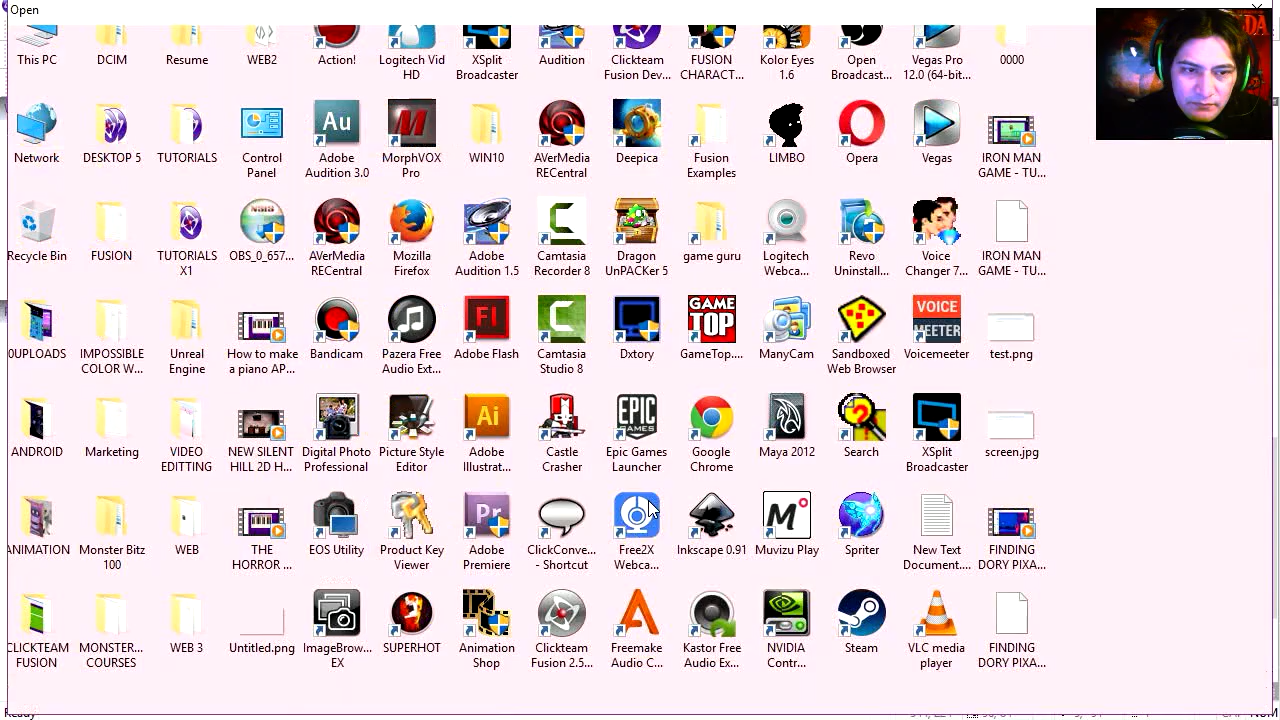 Open
This PC
DCIM
Resume
WEB2
Action!
Logitech Vid
HD
XSplit
Broadcaster
Audition
Clickteam
Fusion Dev...
FUSION
CHARACT...
Kolor Eyes
1.6
Open
Broadcast...
Vegas Pro
12.0 (64-bit...
0000
Network
DESKTOP 5
TUTORIALS
Control
Panel
Au
Adobe
Audition 3.0
MorphVOX
Pro
WIN10
AVerMedia
RECentral
Deepica
Fusion
Examples
LIMBO
Opera
Vegas
IRON MAN
GAME - TU...
Recycle Bin
FUSION
TUTORIALS
X1
OBS_0_657...
AVerMedia
RECentral
Mozilla
Firefox
Adobe
Audition 1.5
Camtasia
Recorder 8
Dragon
UnPACKer 5
game guru
Logitech
Webca...
Revo
Uninstall...
Voice
Changer 7...
IRON MAN
GAME - TU...
0UPLOADS
IMPOSSIBLE
COLOR W...
Unreal
Engine
How to make
a piano AP...
Bandicam
Pazera Free
Audio Ext...
Fl
Adobe Flash
Camtasia
Studio 8
Dxtory
GAME
TOP
GameTop....
ManyCam
Sandboxed
Web Browser
VOICE
MEETER
Voicemeeter
test.png
ANDROID
Marketing
VIDEO
EDITTING
NEW SILENT
HILL 2D H...
Digital Photo
Professional
Picture Style
Editor
Ai
Adobe
Illustrat...
Castle
Crasher
EPIC
GAMES
Epic Games
Launcher
Google
Chrome
Maya 2012
Search
XSplit
Broadcaster
screen.jpg
ANIMATION
Monster Bitz
100
WEB
THE
HORROR ...
EOS Utility
Product Key
Viewer
Pr
Adobe
Premiere
ClickConve...
- Shortcut
Free2X
Webca...
Inkscape 0.91
M
Muvizu Play
Spriter
New Text
Document....
FINDING
DORY PIXA...
CLICKTEAM
FUSION
MONSTER...
COURSES
WEB 3
Untitled.png
ImageBrow...
EX
SUPERHOT
Animation
Shop
Clickteam
Fusion 2.5...
Freemake
Audio C...
Kastor Free
Audio Ex...
NVIDIA
Contr...
Steam
VLC media
player
FINDING
DORY PIXA...